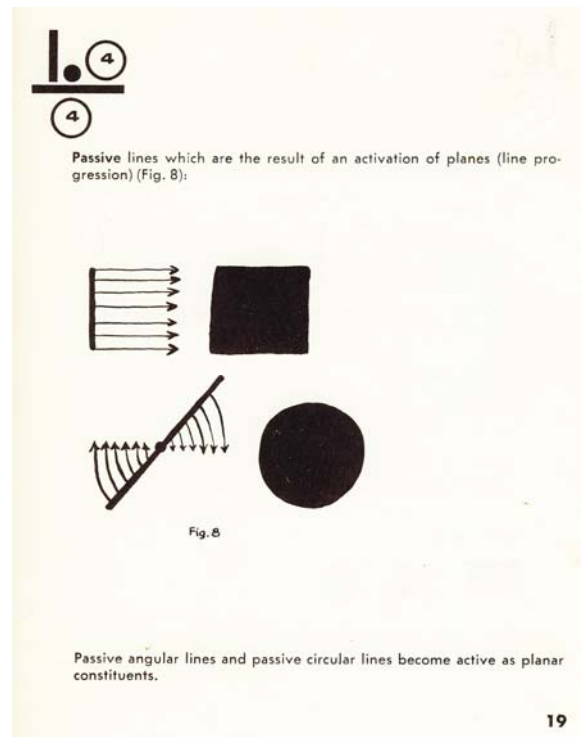 1. 4
4
Passive lines which are the result of an activation of planes (line pro-
gression) (Fig. 8):
Fig. 8
Passive angular lines and passive circular lines become active as planar
constituents.
19